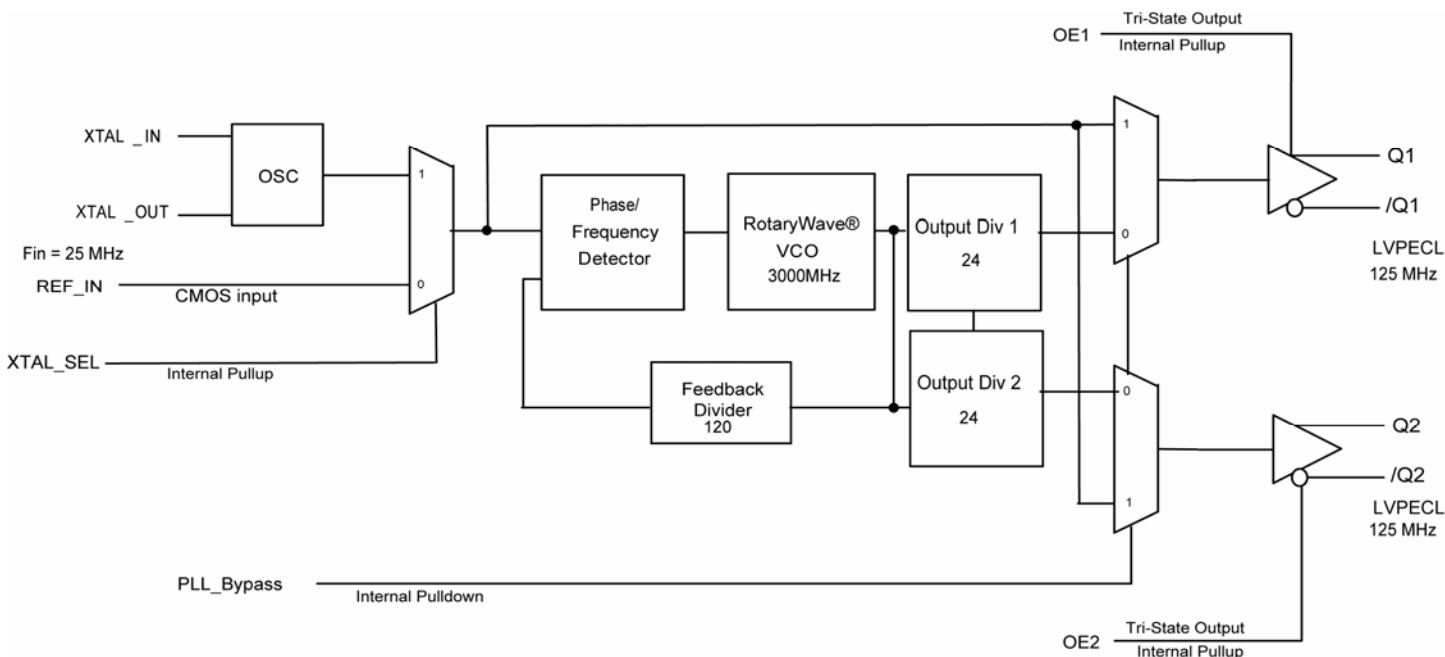 Tri-State Output
OE1
Internal Pullup
XTAL _IN
OSC
XTAL _OUT
Fin = 25 MHz
REF_IN
CMOS input
1
0
XTAL_SEL
Internal Pullup
Phase/
Frequency
Detector
RotaryWave®
VCO
3000MHz
Output Div 1
24
Feedback
Divider
120
Output Div 2
24
1
0
Q1
/Q1
LVPECL
125 MHz
0
1
Q2
/Q2
LVPECL
125 MHz
PLL_Bypass
Internal Pulldown
OE2
Tri-State Output
Internal Pullup